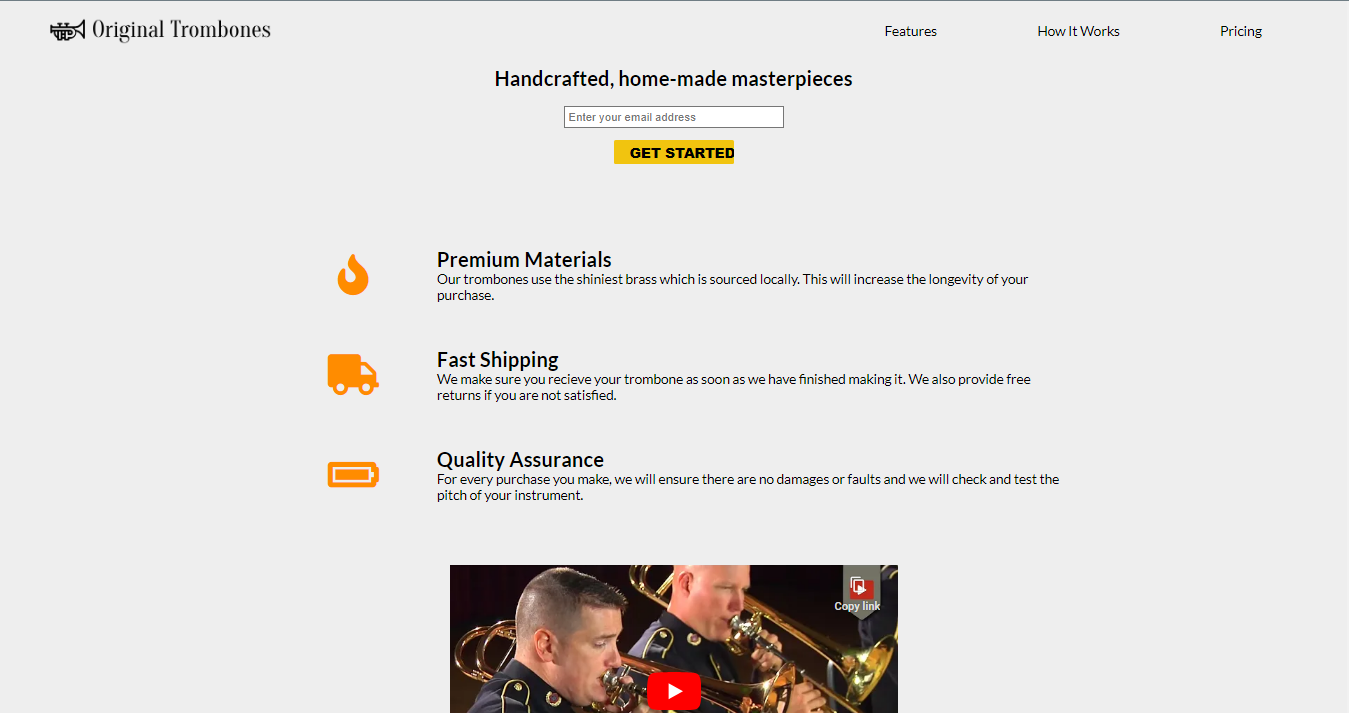 Original Trombones
Features
How It Works
Pricing
Handcrafted, home-made masterpieces
Enter your email address
GET STARTED
Premium Materials
Our trombones use the shiniest brass which is sourced locally. This will increase the longevity of your
purchase.
Fast Shipping
We make sure you recieve your trombone as soon as we have finished making it. We also provide free
returns if you are not satisfied.
Quality Assurance
For every purchase you make, we will ensure there are no damages or faults and we will check and test the
pitch of your instrument.
Copy link